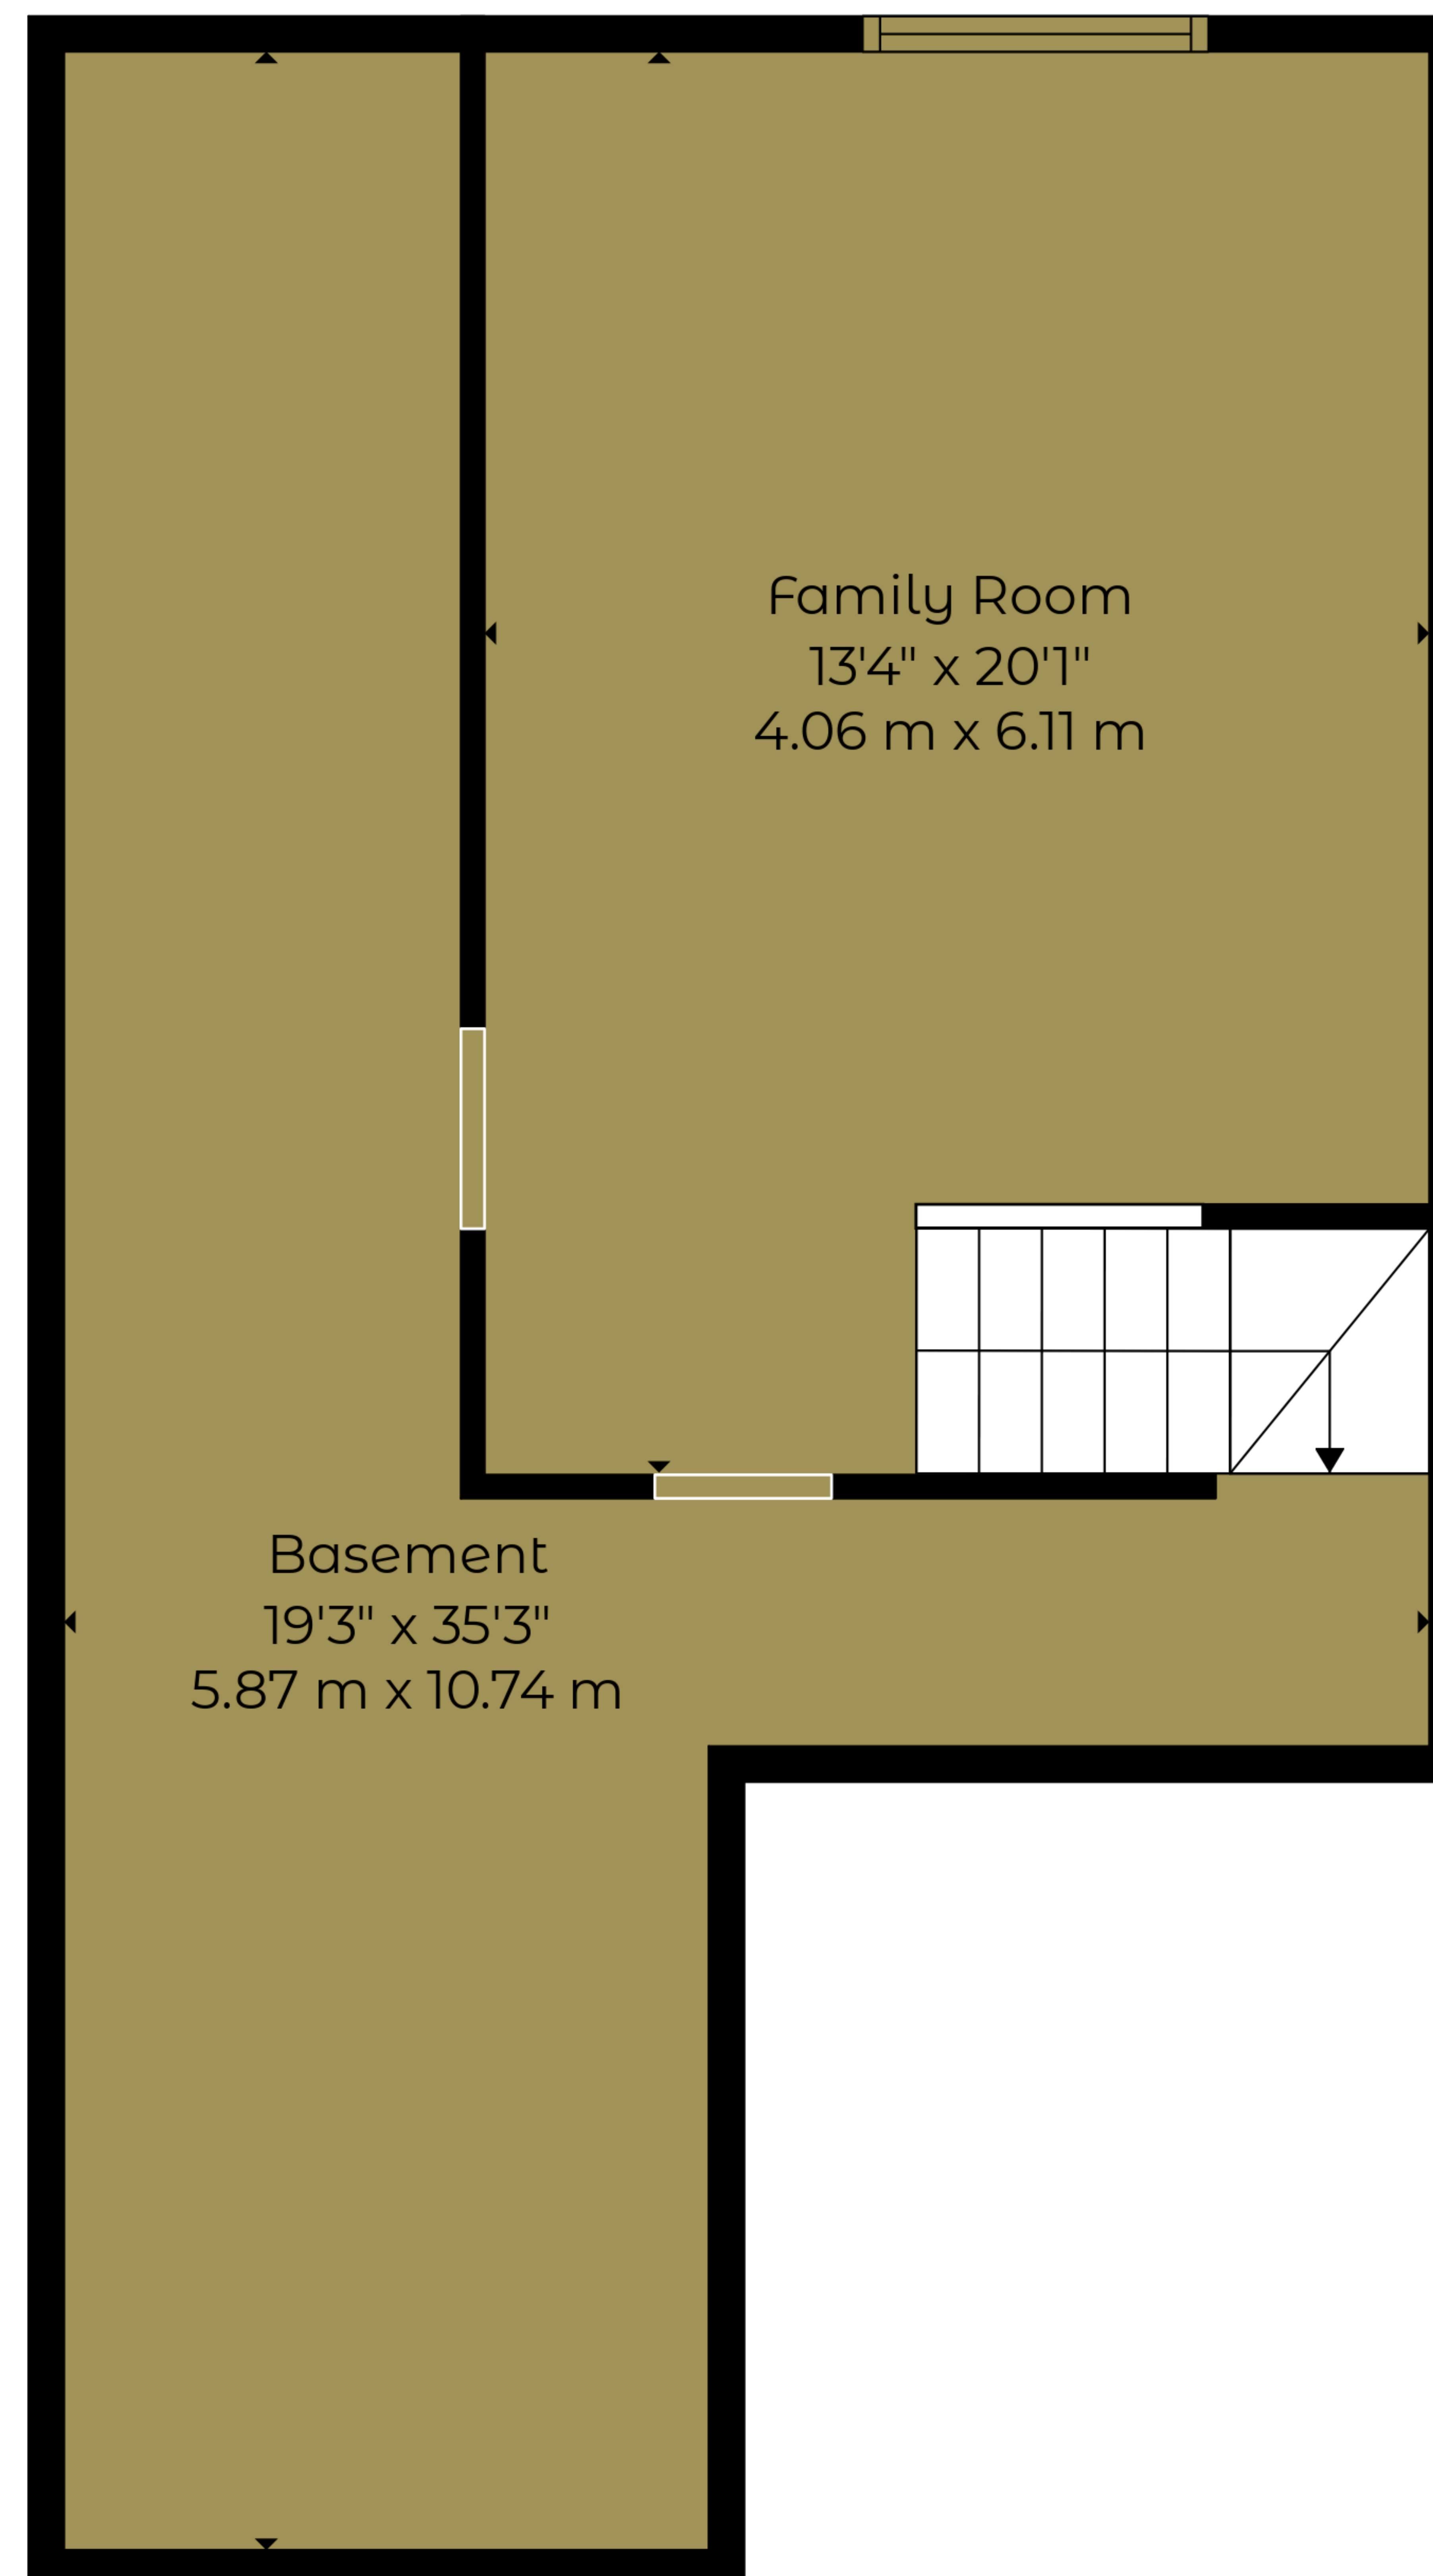 Family Room
13'4" x 20'1"
4.06 m x 6.11 m
Basement
19'3" x 35'3"
5.87 m x 10.74 m